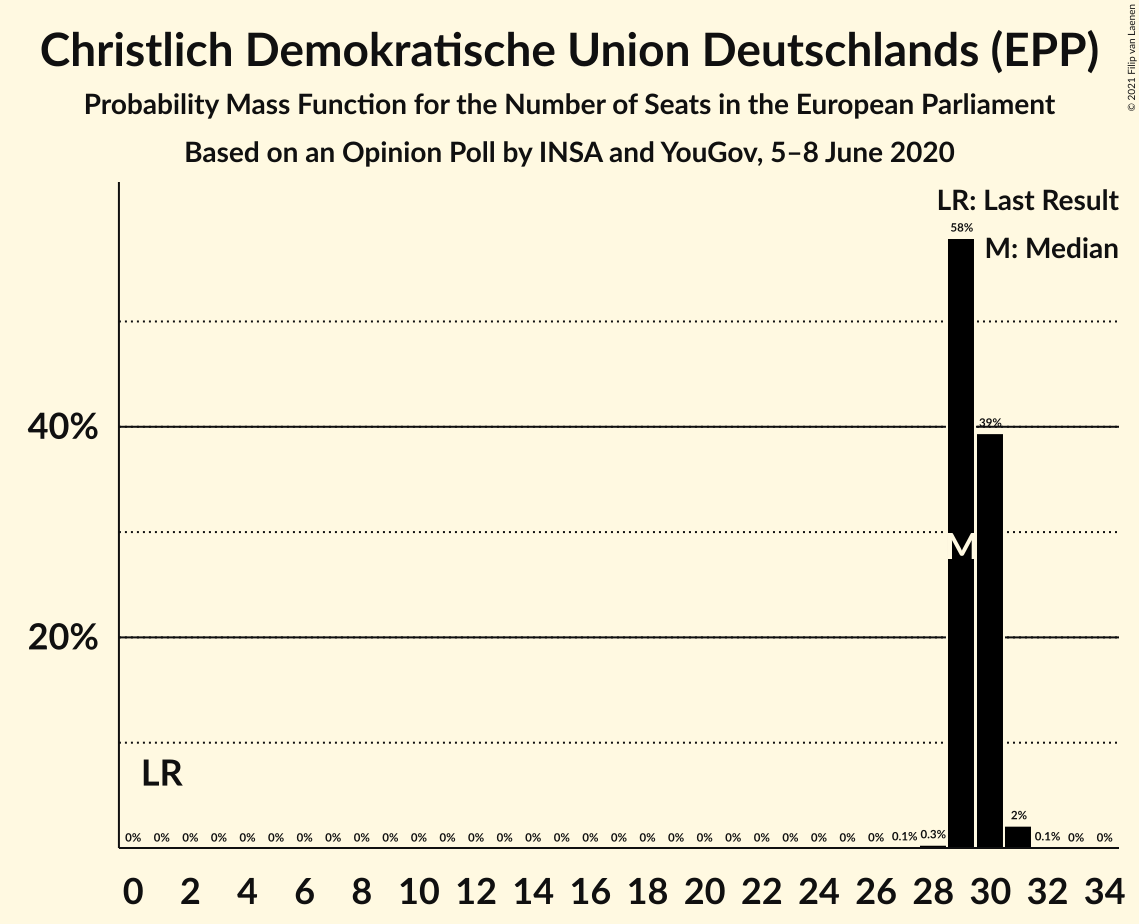 Christlich Demokratische Union Deutschlands (EPP)
Probability Mass Function for the Number of Seats in the European Parliament
Based on an Opinion Poll by INSA and YouGov, 5–8 June 2020
© 2021 Filip van Laenen
LR: Last Result
M: Median
58%
39%
40%
M
20%
LR
0% 0% 0% 0% 0% 0% 0% 0% 0% 0% 0% 0% 0% 0% 0% 0% 0% 0% 0% 0% 0% 0% 0% 0% 0% 0% 0% 0.1% 0.3% 2% 0.1% 0% 0%
0 2 4 6 8 10 12 14 16 18 20 22 24 26 28 30 32 34